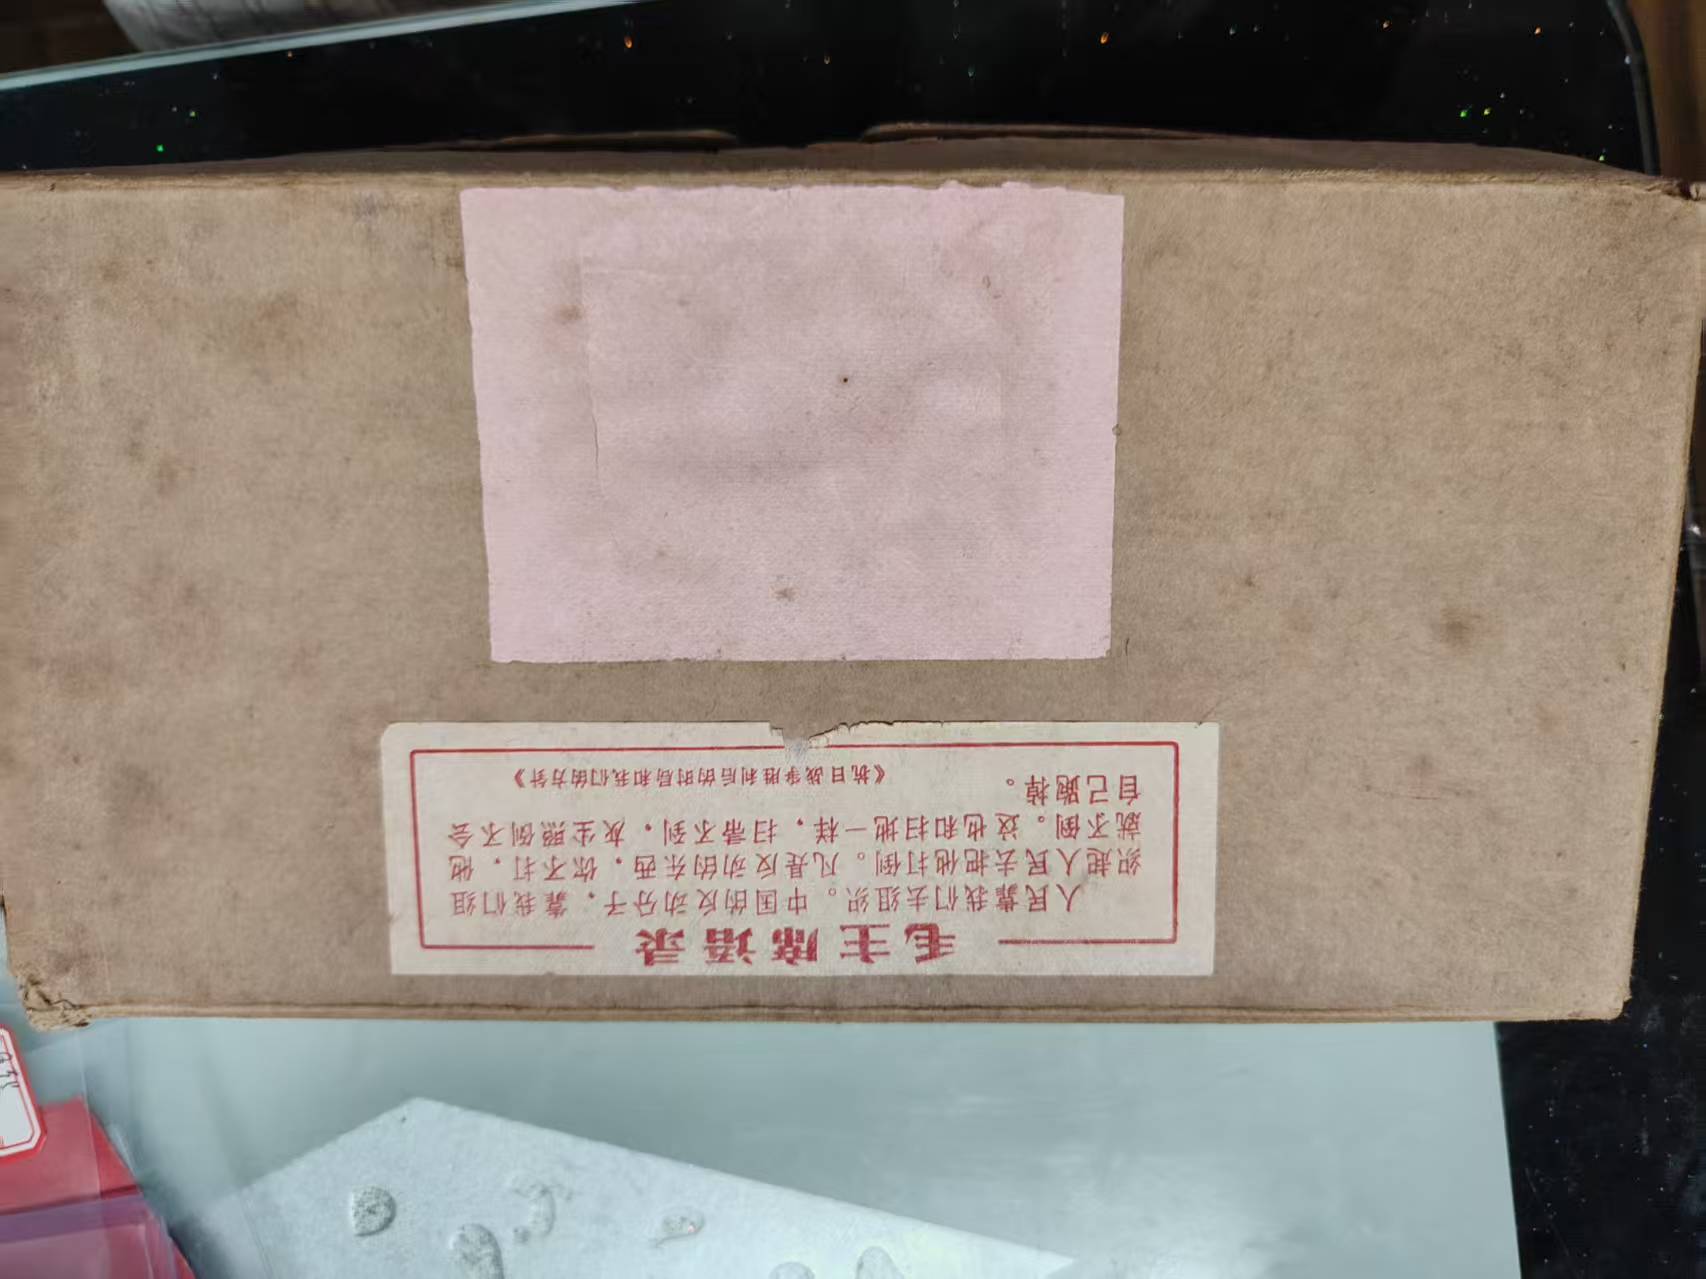 毛主席语录
人民靠我们去组织。中国的反动分子，靠我们组
织起人民去把他打倒。凡是反动的东西，你不打，他
就不倒。这也和扫地一样，扫帚不到，灰尘照例不会
自己跑掉。
《抗日战争胜利后的时局和我们的方针》